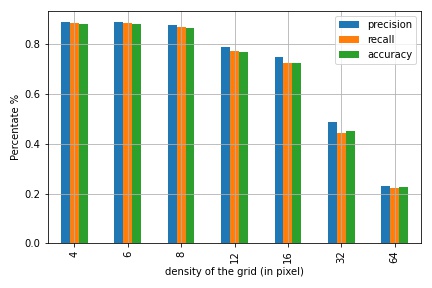 precision
recall
accuracy
0.8
0.6
0.4
0.2
0.0
Percentate %
4
6
8
12
16
32
64
density of the grid (in pixel)